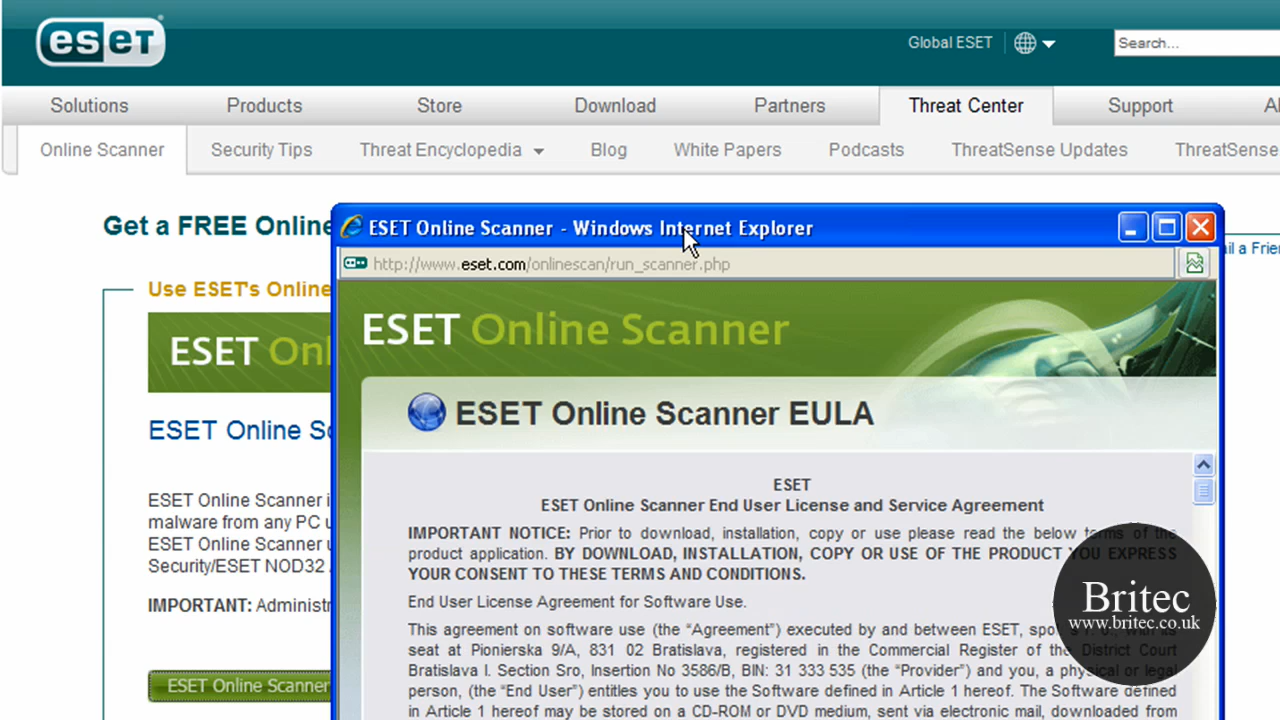 eset
Global ESET
Search...
Solutions Products Store Download Partners Threat Center Support
Online Scanner Security Tips Threat Encyclopedia Blog White Papers Podcasts ThreatSense Updates ThreatSense
Get a FREE Online
ESET Online Scanner - Windows Internet Explorer
http://www.eset.com/onlinescan/run_scanner.php
Use ESET's Online
ESET Online Scanner
ESET Online Scanner EULA
ESET Online
ESET
ESET Online Scanner End User License and Service Agreement
ESET Online Scanner
IMPORTANT NOTICE: Prior to download, installation, copy or use please read the below terms of the
malware from any PC
product application. BY DOWNLOAD, INSTALLATION, COPY OR USE OF THE PRODUCT YOU EXPRESS
ESET Online Scanner
YOUR CONSENT TO THESE TERMS AND CONDITIONS.
Security/ESET NOD32
End User License Agreement for Software Use.
IMPORTANT:
This agreement on software use (the “Agreement”) executed by and between ESET, with its
seat at Pionierska 9/A, 831 02 Bratislava, registered in the Commercial Register of the District Court
Bratislava I. Section Sro, Insertion No 3586/B, BIN: 31 333 535 (the “Provider”) and you, a physical or legal
person, (the “End User”) entitles you to use the Software defined in Article 1 hereof. The Software defined
in Article 1 hereof may be stored on a CD-ROM or DVD medium, sent via electronic mail, downloaded from
ESET Online Scanner
Britec
www.britec.co.uk